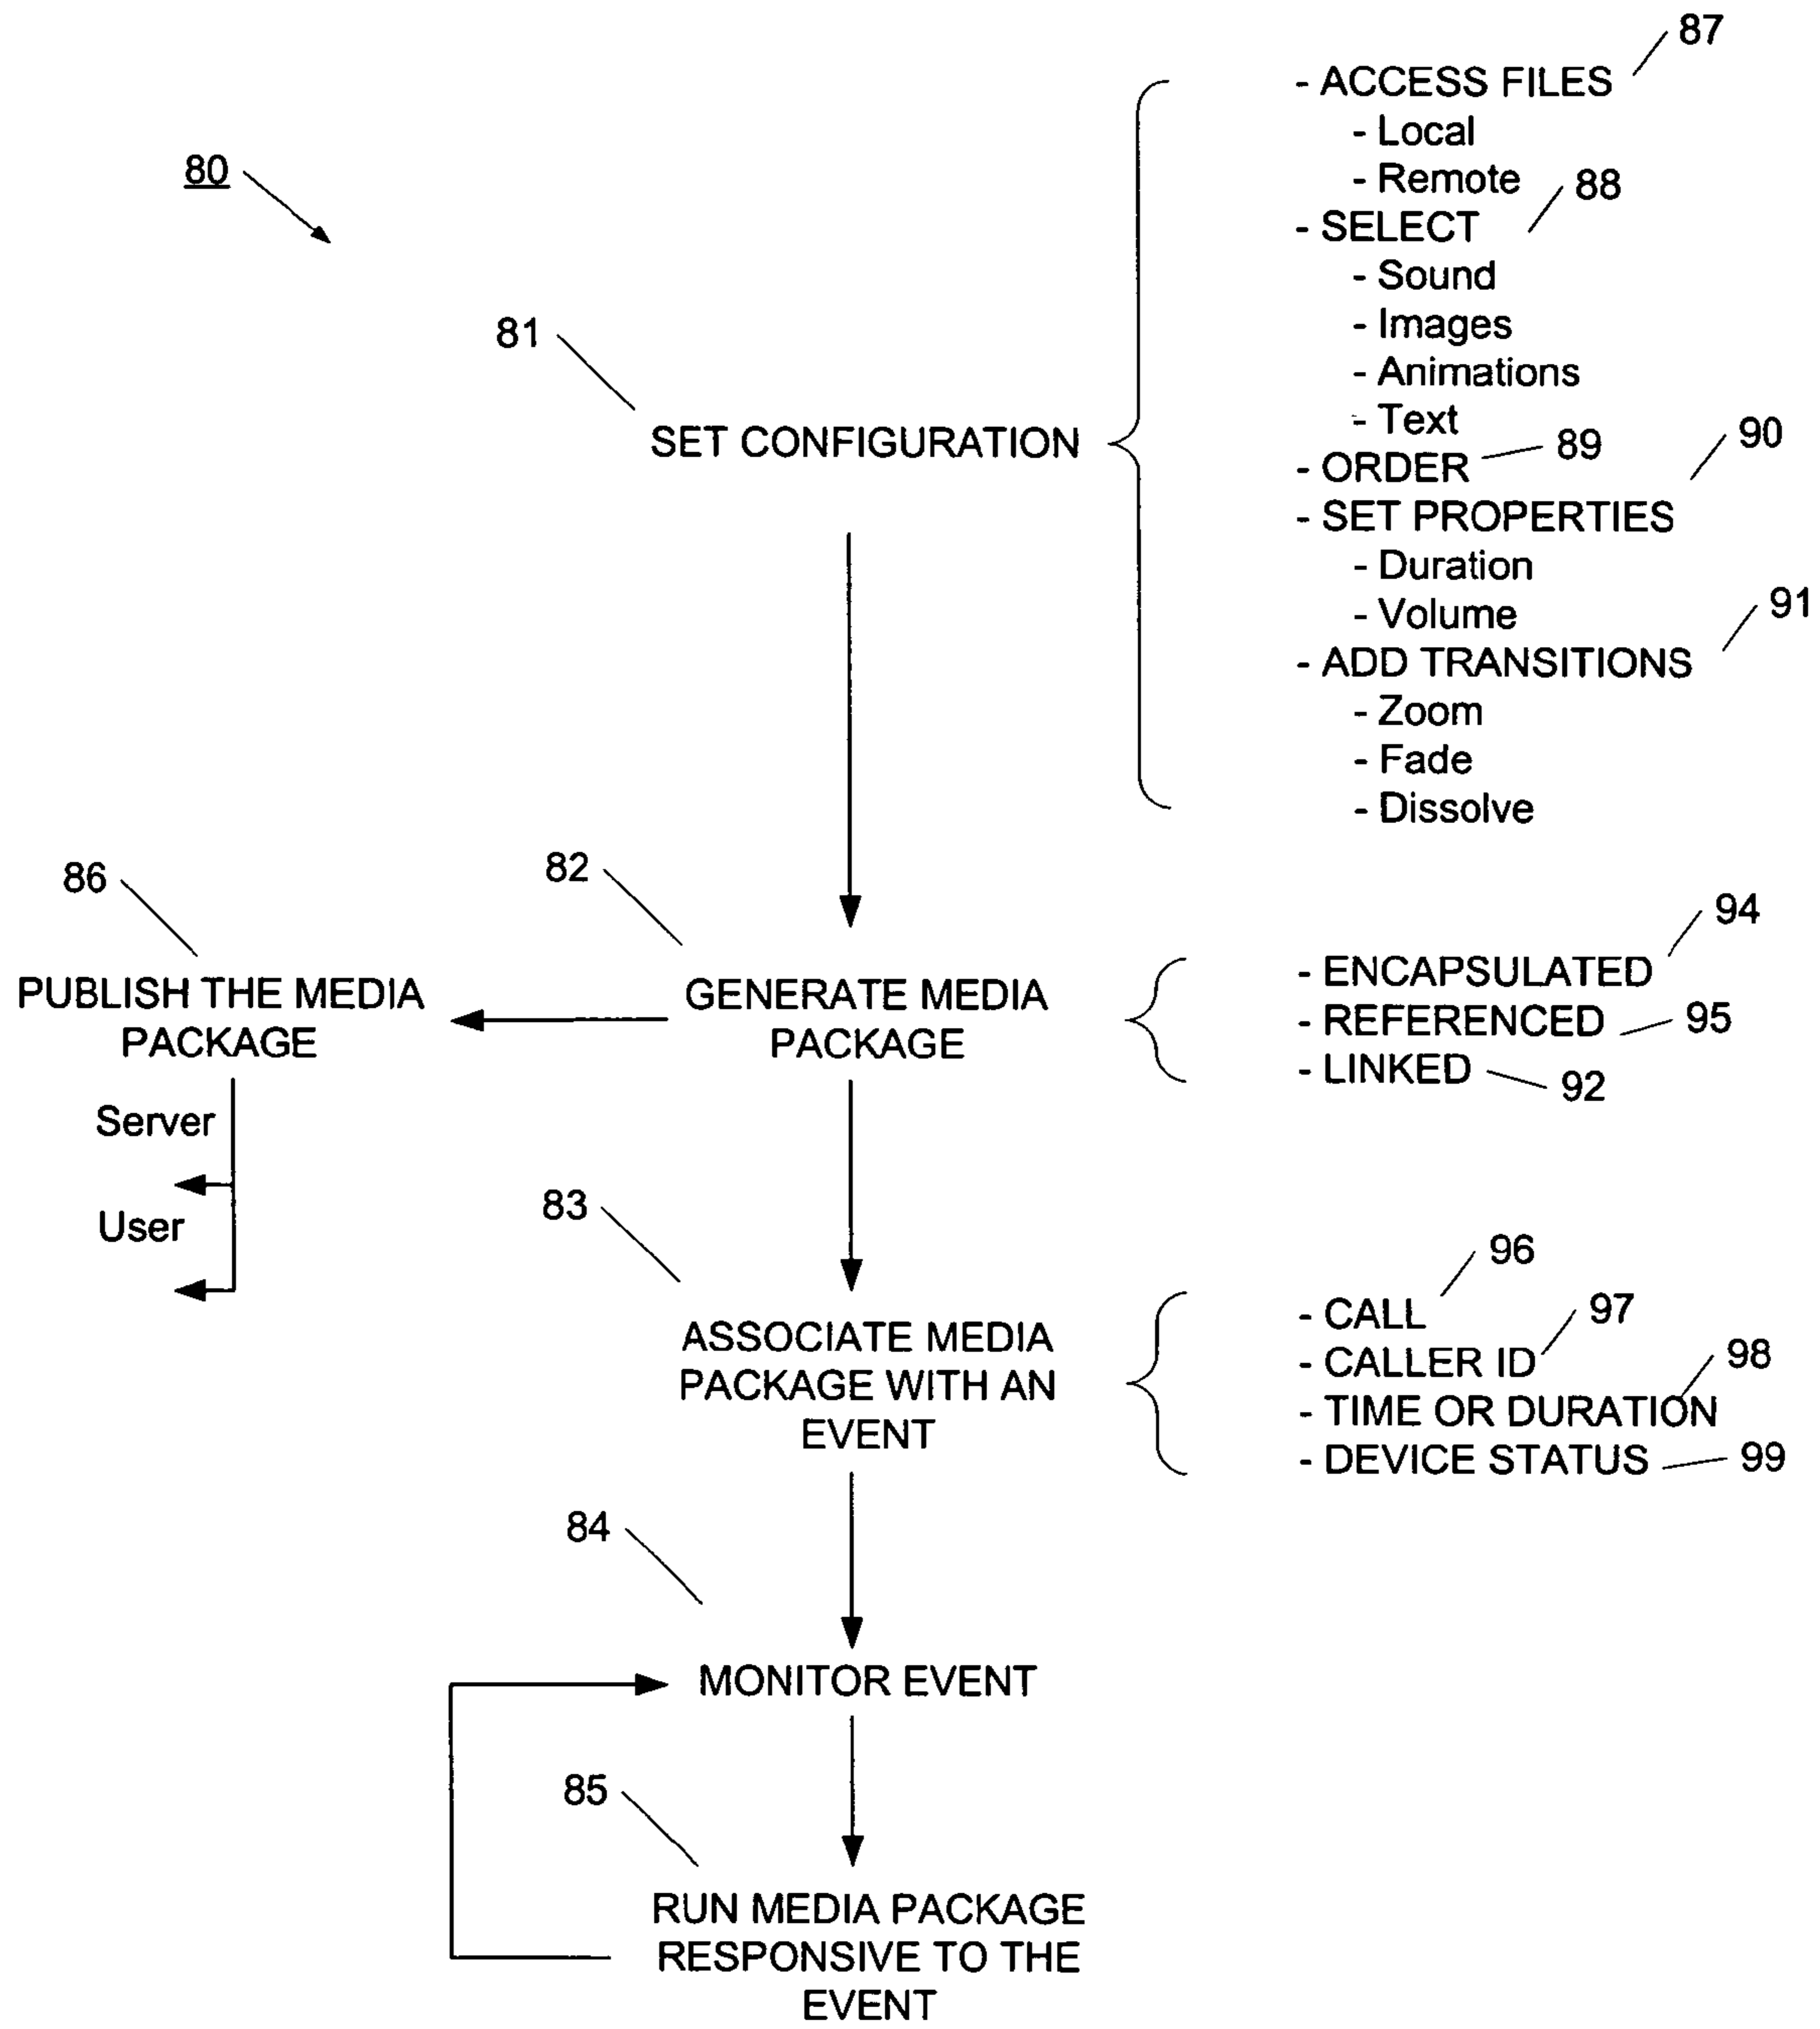 80
81
SET CONFIGURATION
87
- ACCESS FILES
- Local
- Remote
88
- SELECT
- Sound
- Images
- Animations
- Text
89
- ORDER
90
- SET PROPERTIES
- Duration
- Volume
91
- ADD TRANSITIONS
- Zoom
- Fade
- Dissolve
86
PUBLISH THE MEDIA
PACKAGE
Server
User
82
GENERATE MEDIA
PACKAGE
94
- ENCAPSULATED
- REFERENCED
95
- LINKED
92
83
ASSOCIATE MEDIA
PACKAGE WITH AN
EVENT
96
- CALL
97
- CALLER ID
98
- TIME OR DURATION
- DEVICE STATUS
99
84
MONITOR EVENT
85
RUN MEDIA PACKAGE
RESPONSIVE TO THE
EVENT